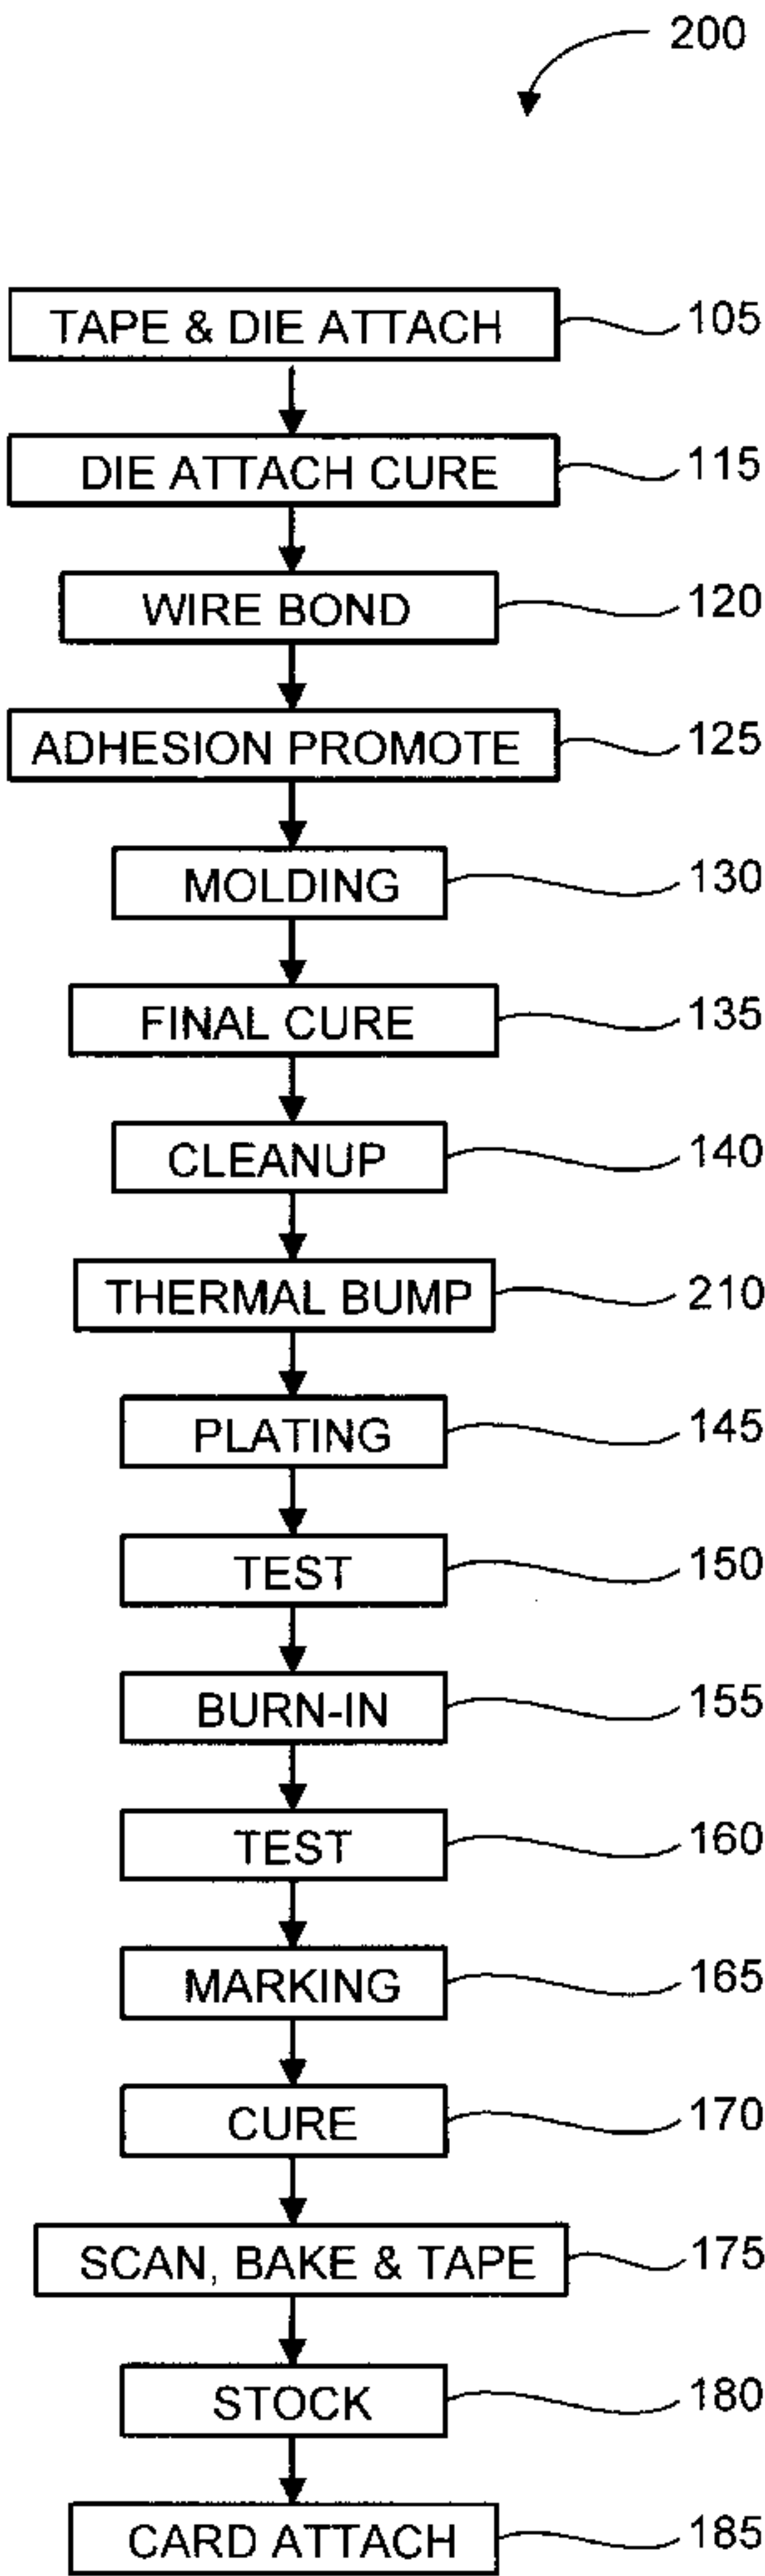 200
TAPE & DIE ATTACH 105
DIE ATTACH CURE 115
WIRE BOND 120
ADHESION PROMOTE 125
MOLDING 130
FINAL CURE 135
CLEANUP 140
THERMAL BUMP 210
PLATING 145
TEST 150
BURN-IN 155
TEST 160
MARKING 165
CURE 170
SCAN, BAKE & TAPE 175
STOCK 180
CARD ATTACH 185